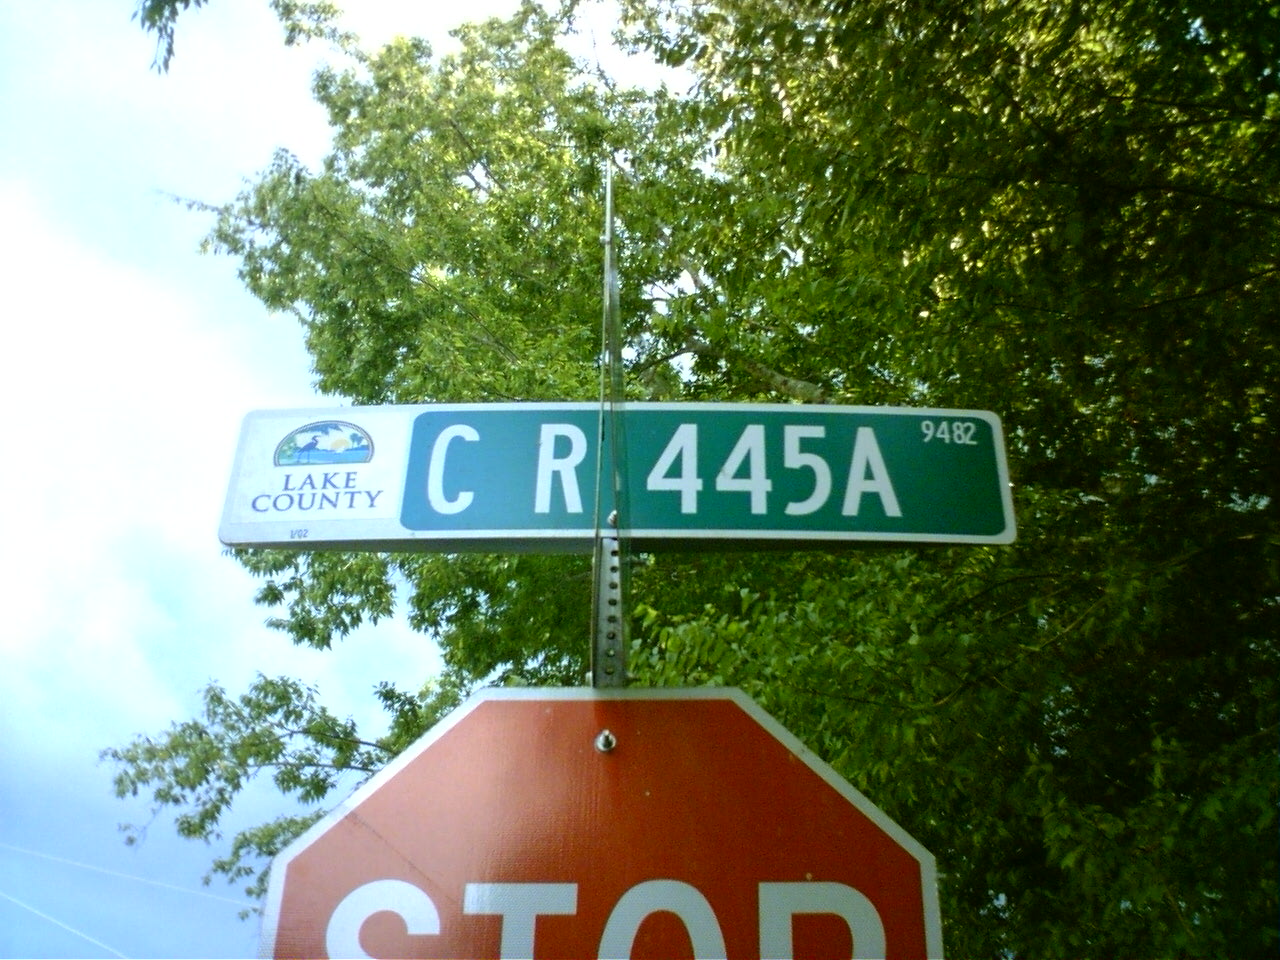 LAKE
COUNTY
1/02
C R 445A
9482
STOP